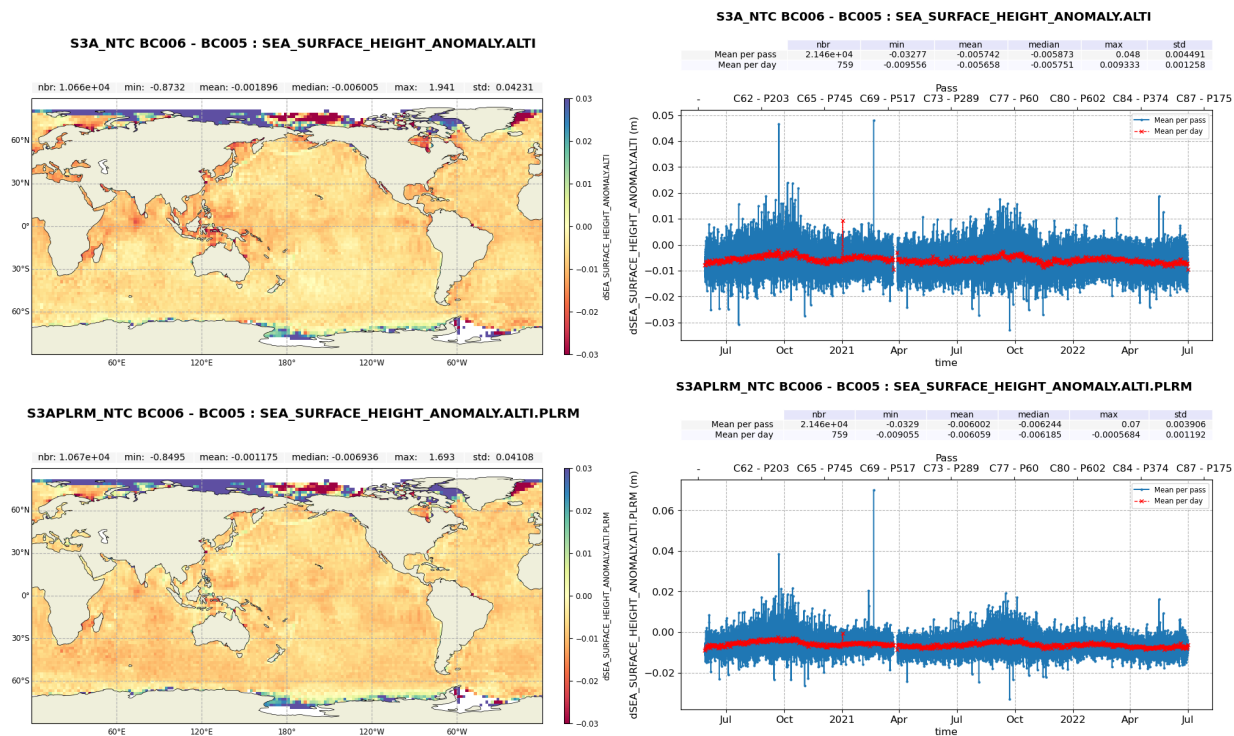 S3A_NTC BC006 - BC005 : SEA_SURFACE_HEIGHT_ANOMALY.ALTI
nbr: 1.066e+04 min: -0.8732 mean: -0.001896 median: -0.006005 max: 1.941 std: 0.04231
60°N
30°N
0°
30°S
60°S
60°E 120°E 180° 120°W 60°W
0.03
0.02
0.01
0.00
−0.01
−0.02
−0.03
dSEA_SURFACE_HEIGHT_ANOMALY.ALTI
S3A_NTC BC006 - BC005 : SEA_SURFACE_HEIGHT_ANOMALY.ALTI
nbr min mean median max std
Mean per pass 2.146e+04 -0.03277 -0.005742 -0.005873 0.048 0.004491
Mean per day 759 -0.009556 -0.005658 -0.005751 0.009333 0.001258
Pass
- C62 - P203 C65 - P745 C69 - P517 C73 - P289 C77 - P60 C80 - P602 C84 - P374 C87 - P175
Mean per pass
Mean per day
0.05
0.04
0.03
0.02
0.01
0.00
−0.01
−0.02
−0.03
dSEA_SURFACE_HEIGHT_ANOMALY.ALTI (m)
Jul Oct 2021 Apr Jul Oct 2022 Apr Jul
time
S3APLRM_NTC BC006 - BC005 : SEA_SURFACE_HEIGHT_ANOMALY.ALTI.PLRM
nbr: 1.067e+04 min: -0.8495 mean: -0.001175 median: -0.006936 max: 1.693 std: 0.04108
60°N
30°N
0°
30°S
60°S
60°E 120°E 180° 120°W 60°W
0.03
0.02
0.01
0.00
−0.01
−0.02
−0.03
dSEA_SURFACE_HEIGHT_ANOMALY.ALTI.PLRM
S3APLRM_NTC BC006 - BC005 : SEA_SURFACE_HEIGHT_ANOMALY.ALTI.PLRM
nbr min mean median max std
Mean per pass 2.146e+04 -0.0329 -0.006002 -0.006244 0.07 0.003906
Mean per day 759 -0.009055 -0.006059 -0.006185 -0.0005684 0.001192
Pass
- C62 - P203 C65 - P745 C69 - P517 C73 - P289 C77 - P60 C80 - P602 C84 - P374 C87 - P175
Mean per pass
Mean per day
0.06
0.04
0.02
0.00
−0.02
dSEA_SURFACE_HEIGHT_ANOMALY.ALTI.PLRM (m)
Jul Oct 2021 Apr Jul Oct 2022 Apr Jul
time